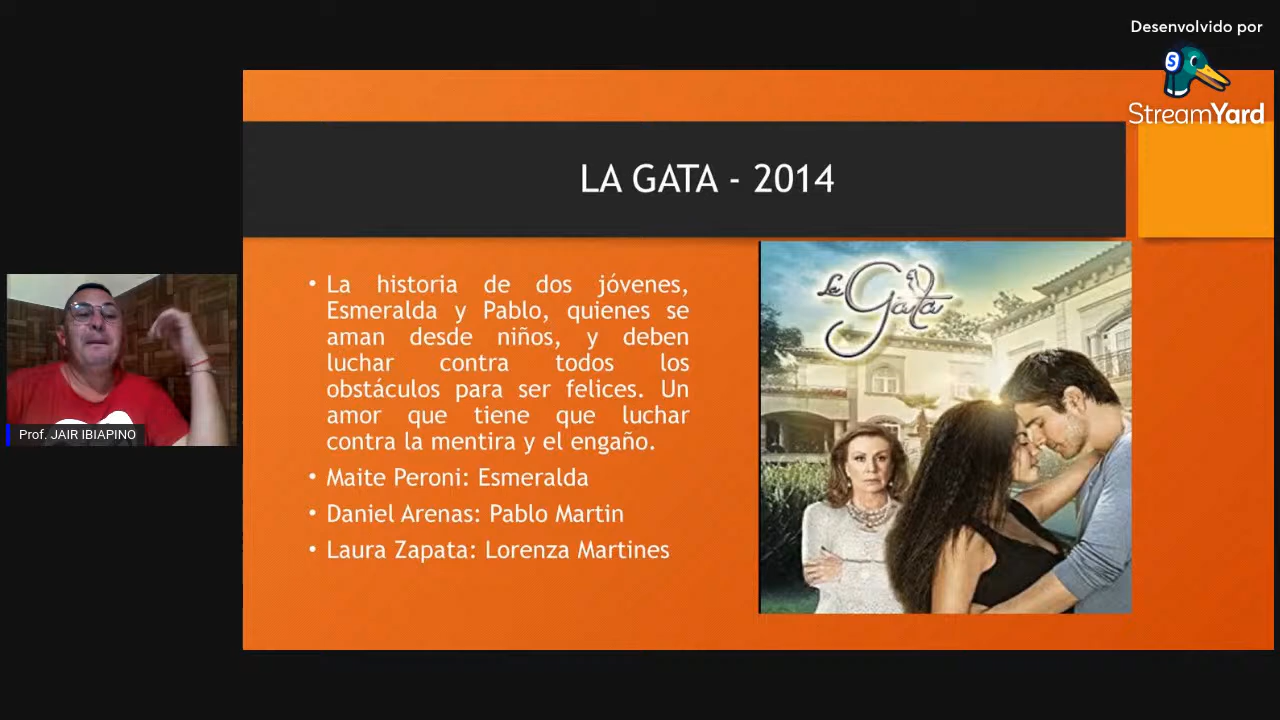 Desenvolvido por
S
StreamYard
LA GATA - 2014
• La historia de dos jóvenes,
Esmeralda y Pablo, quienes se
aman desde niños, y deben
luchar contra todos los
obstáculos para ser felices. Un
amor que tiene que luchar
contra la mentira y el engaño.
• Maite Peroni: Esmeralda
• Daniel Arenas: Pablo Martin
• Laura Zapata: Lorenza Martines
La Gata
Prof. JAIR IBIAPINO